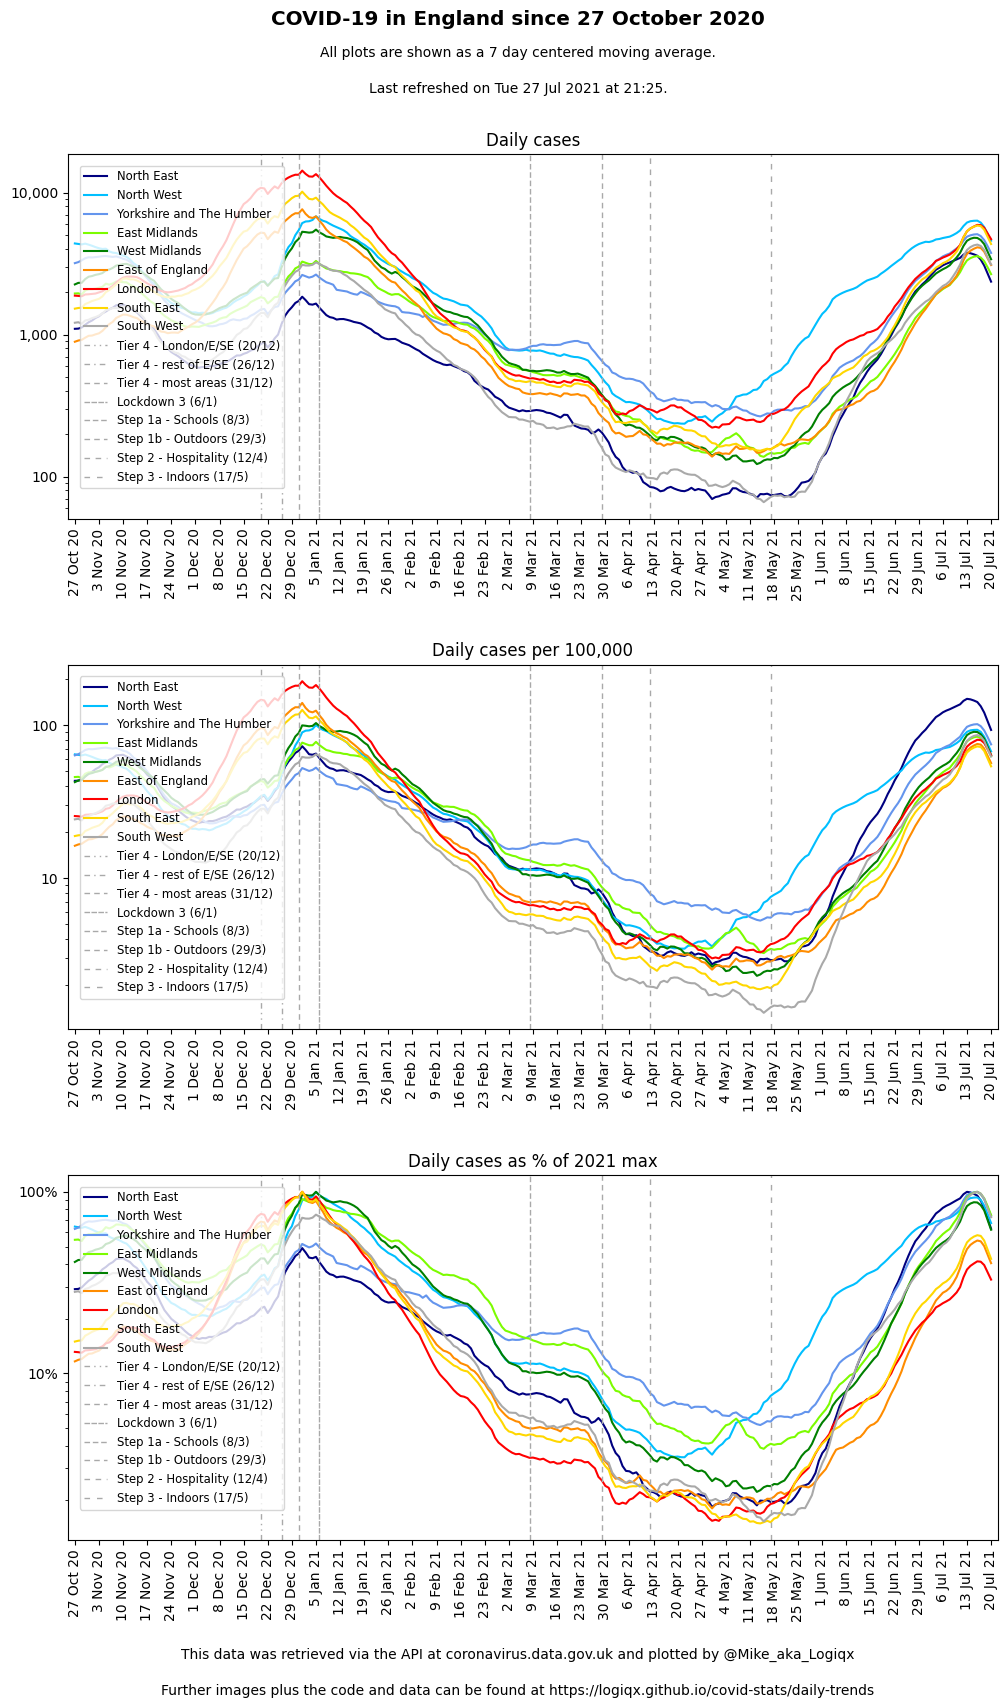 COVID-19 in England since 27 October 2020
All plots are shown as a 7 day centered moving average.
Last refreshed on Tue 27 Jul 2021 at 21:25.
Daily cases
10,000
1,000
100
North East
North West
Yorkshire and The Humber
East Midlands
West Midlands
East of England
London
South East
South West
Tier 4 - London/E/SE (20/12)
Tier 4 - rest of E/SE (26/12)
Tier 4 - most areas (31/12)
Lockdown 3 (6/1)
Step 1a - Schools (8/3)
Step 1b - Outdoors (29/3)
Step 2 - Hospitality (12/4)
Step 3 - Indoors (17/5)
27 Oct 20
3 Nov 20
10 Nov 20
17 Nov 20
24 Nov 20
1 Dec 20
8 Dec 20
15 Dec 20
22 Dec 20
29 Dec 20
5 Jan 21
12 Jan 21
19 Jan 21
26 Jan 21
2 Feb 21
9 Feb 21
16 Feb 21
23 Feb 21
2 Mar 21
9 Mar 21
16 Mar 21
23 Mar 21
30 Mar 21
6 Apr 21
13 Apr 21
20 Apr 21
27 Apr 21
4 May 21
11 May 21
18 May 21
25 May 21
1 Jun 21
8 Jun 21
15 Jun 21
22 Jun 21
29 Jun 21
6 Jul 21
13 Jul 21
20 Jul 21
Daily cases per 100,000
100
10
North East
North West
Yorkshire and The Humber
East Midlands
West Midlands
East of England
London
South East
South West
Tier 4 - London/E/SE (20/12)
Tier 4 - rest of E/SE (26/12)
Tier 4 - most areas (31/12)
Lockdown 3 (6/1)
Step 1a - Schools (8/3)
Step 1b - Outdoors (29/3)
Step 2 - Hospitality (12/4)
Step 3 - Indoors (17/5)
27 Oct 20
3 Nov 20
10 Nov 20
17 Nov 20
24 Nov 20
1 Dec 20
8 Dec 20
15 Dec 20
22 Dec 20
29 Dec 20
5 Jan 21
12 Jan 21
19 Jan 21
26 Jan 21
2 Feb 21
9 Feb 21
16 Feb 21
23 Feb 21
2 Mar 21
9 Mar 21
16 Mar 21
23 Mar 21
30 Mar 21
6 Apr 21
13 Apr 21
20 Apr 21
27 Apr 21
4 May 21
11 May 21
18 May 21
25 May 21
1 Jun 21
8 Jun 21
15 Jun 21
22 Jun 21
29 Jun 21
6 Jul 21
13 Jul 21
20 Jul 21
Daily cases as % of 2021 max
100%
10%
North East
North West
Yorkshire and The Humber
East Midlands
West Midlands
East of England
London
South East
South West
Tier 4 - London/E/SE (20/12)
Tier 4 - rest of E/SE (26/12)
Tier 4 - most areas (31/12)
Lockdown 3 (6/1)
Step 1a - Schools (8/3)
Step 1b - Outdoors (29/3)
Step 2 - Hospitality (12/4)
Step 3 - Indoors (17/5)
27 Oct 20
3 Nov 20
10 Nov 20
17 Nov 20
24 Nov 20
1 Dec 20
8 Dec 20
15 Dec 20
22 Dec 20
29 Dec 20
5 Jan 21
12 Jan 21
19 Jan 21
26 Jan 21
2 Feb 21
9 Feb 21
16 Feb 21
23 Feb 21
2 Mar 21
9 Mar 21
16 Mar 21
23 Mar 21
30 Mar 21
6 Apr 21
13 Apr 21
20 Apr 21
27 Apr 21
4 May 21
11 May 21
18 May 21
25 May 21
1 Jun 21
8 Jun 21
15 Jun 21
22 Jun 21
29 Jun 21
6 Jul 21
13 Jul 21
20 Jul 21
This data was retrieved via the API at coronavirus.data.gov.uk and plotted by @Mike_aka_Logiqx
Further images plus the code and data can be found at https://logiqx.github.io/covid-stats/daily-trends